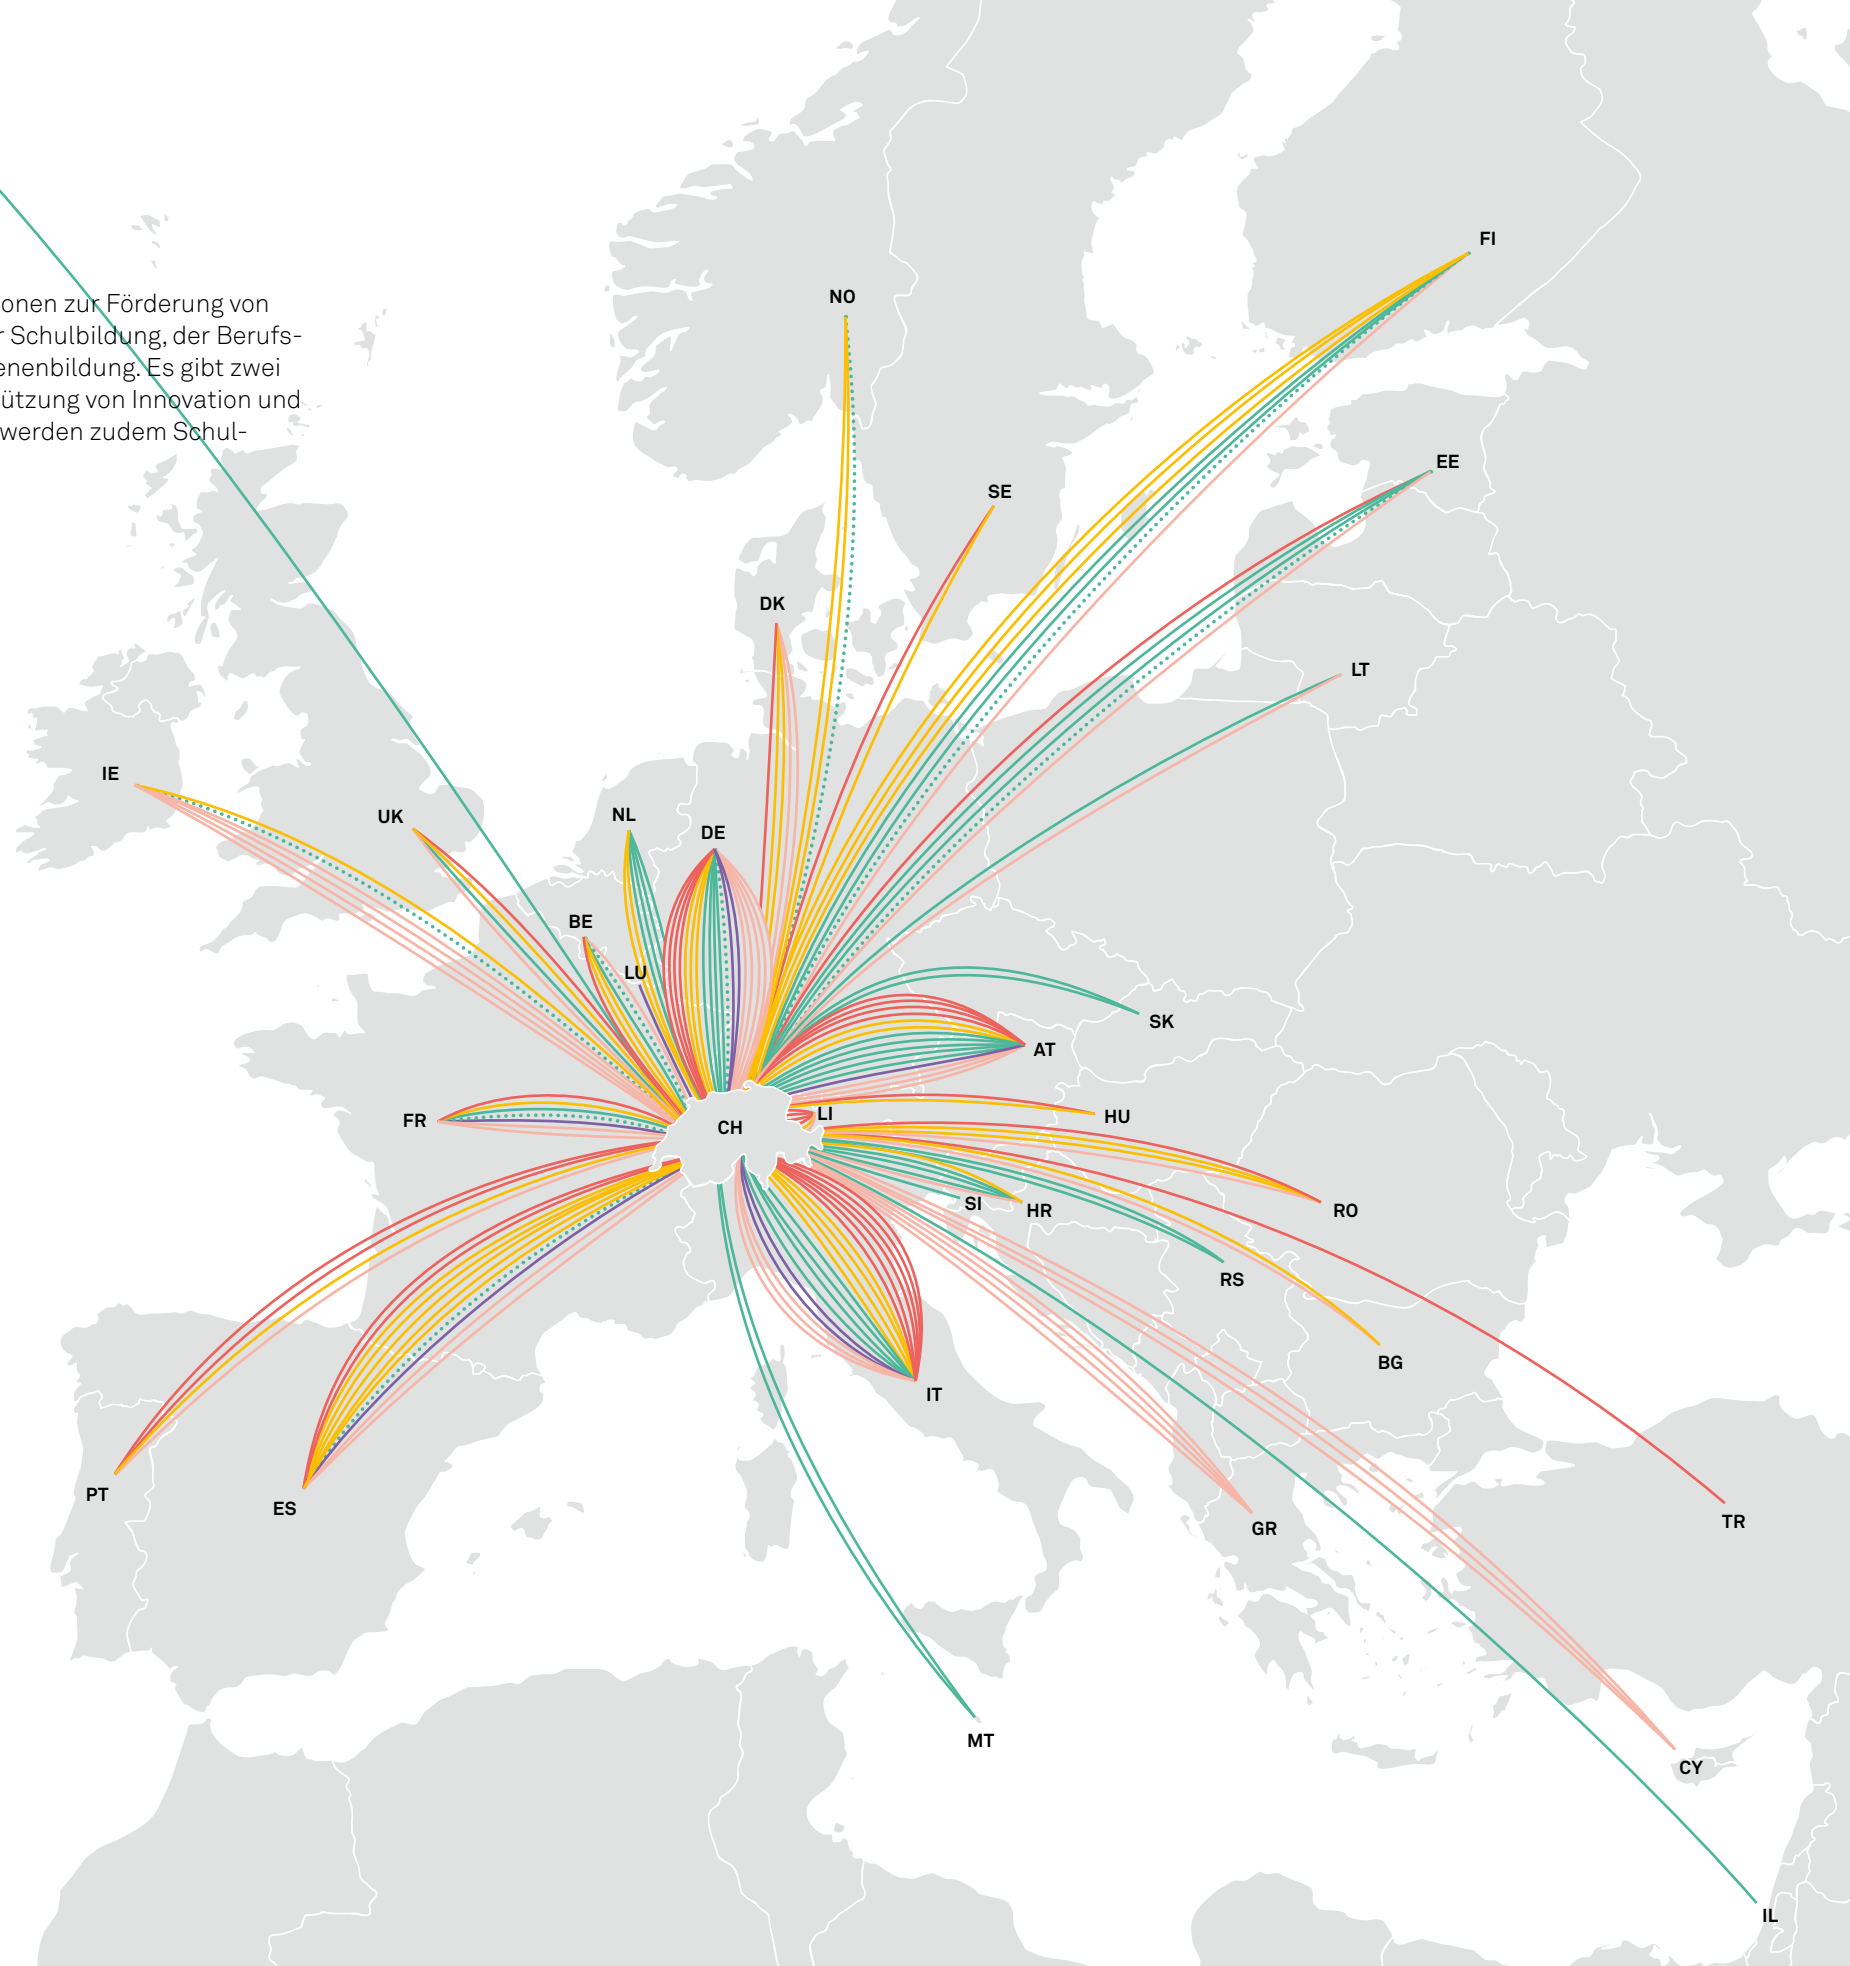 onen zur Förderung von
r Schulbildung, der Berufs-
enenbildung. Es gibt zwei
ützung von Innovation und
werden zudem Schul-
FI
NO
EE
SE
DK
LT
IE
UK
NL
DE
BE
LU
SK
AT
FR
CH
LI
HU
SI
HR
RO
RS
BG
IT
PT
ES
GR
TR
MT
CY
IL